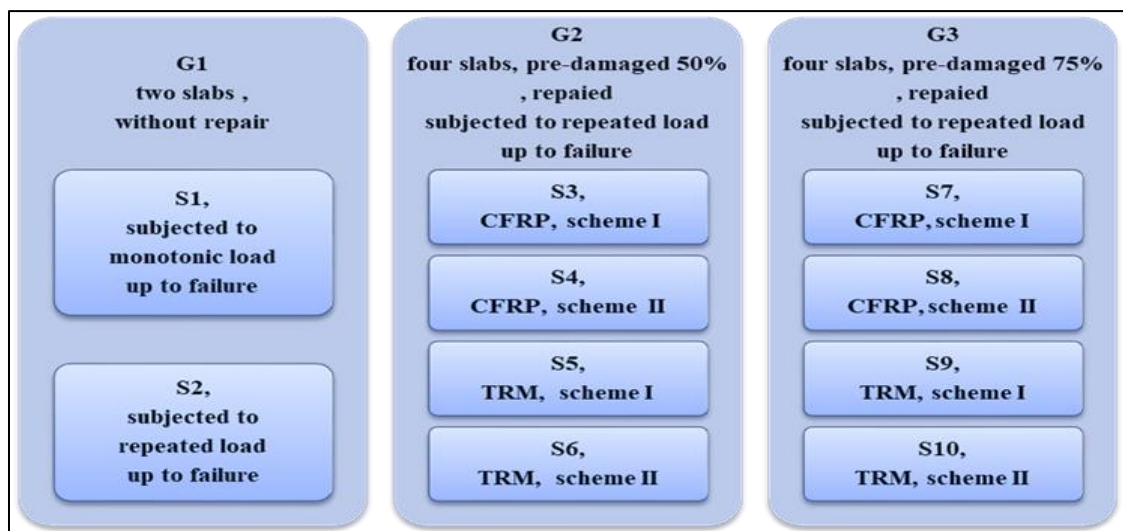 G1
two slabs ,
without repair
S1,
subjected to
monotonic load
up to failure
S2,
subjected to
repeated load
up to failure
G2
four slabs, pre-damaged 50%
, repaied
subjected to repeated load
up to failure
S3,
CFRP, scheme I
S4,
CFRP, scheme II
S5,
TRM, scheme I
S6,
TRM, scheme II
G3
four slabs, pre-damaged 75%
, repaied
subjected to repeated load
up to failure
S7,
CFRP, scheme I
S8,
CFRP, scheme II
S9,
TRM, scheme I
S10,
TRM, scheme II